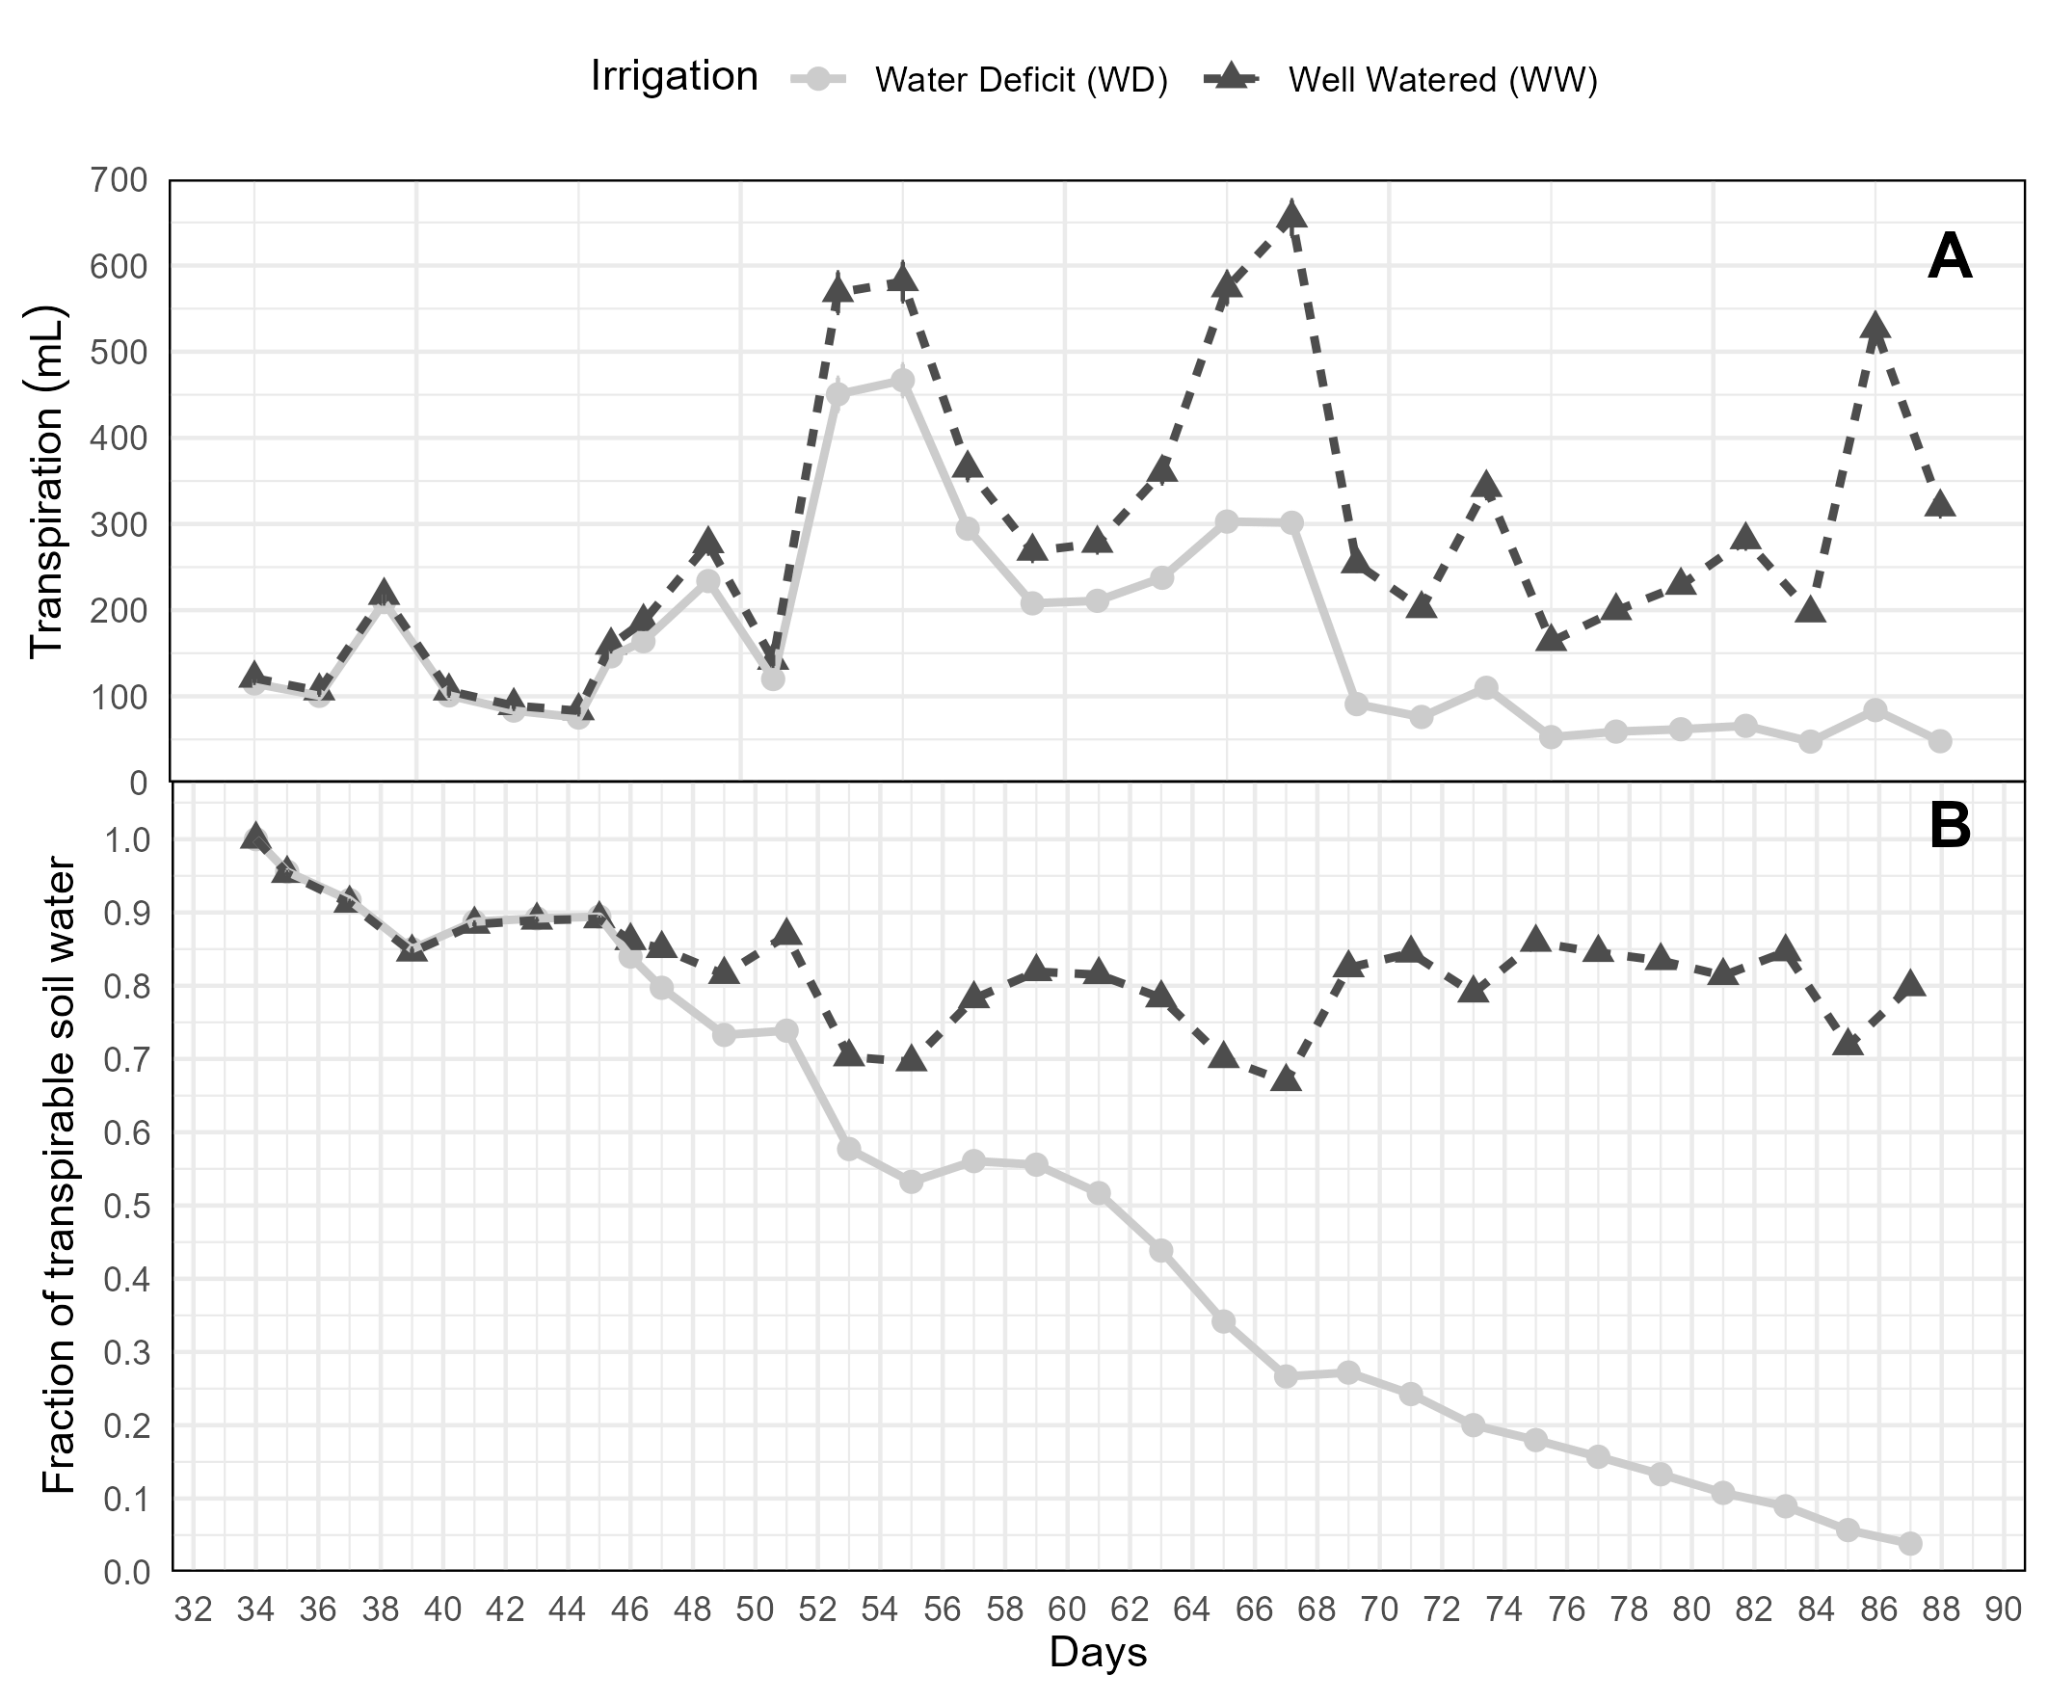 Irrigation Water Deficit (WD) Well Watered (WW)
Transpiration (mL)
700
600
500
400
300
200
100
0
A
Fraction of transpirable soil water
1.0
0.9
0.8
0.7
0.6
0.5
0.4
0.3
0.2
0.1
0.0
B
32 34 36 38 40 42 44 46 48 50 52 54 56 58 60 62 64 66 68 70 72 74 76 78 80 82 84 86 88 90
Days